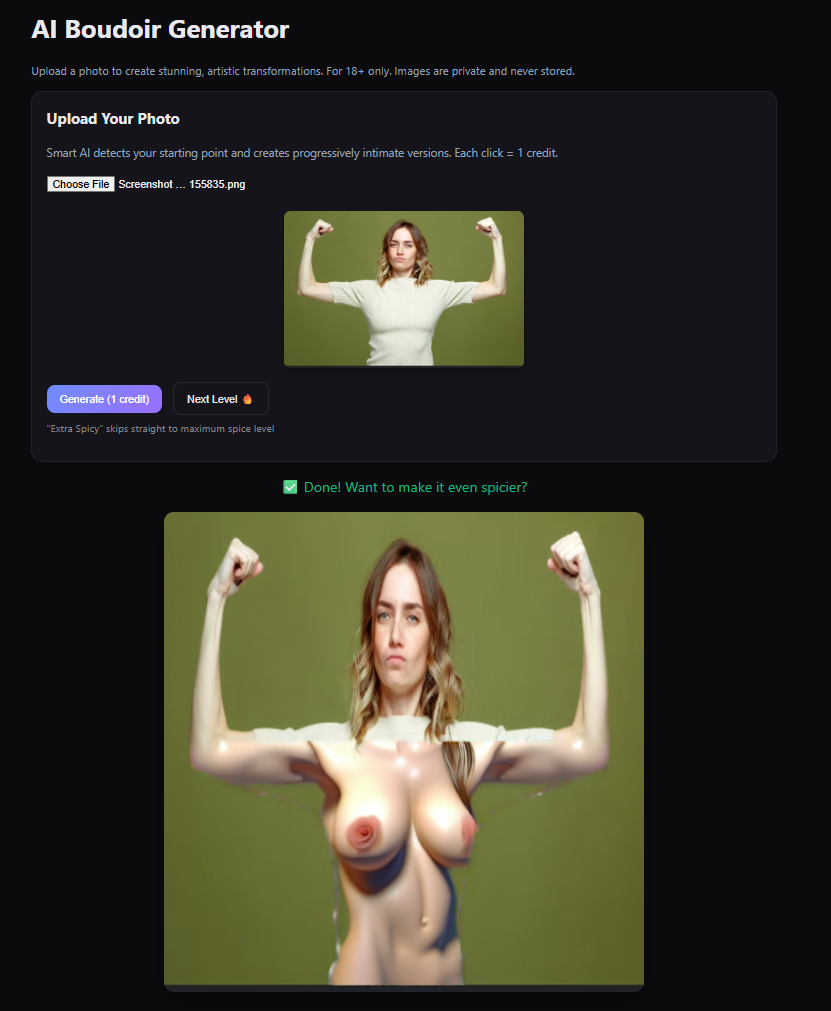 AI Boudoir Generator
Upload a photo to create stunning, artistic transformations. For 18+ only. Images are private and never stored.
Upload Your Photo
Smart AI detects your starting point and creates progressively intimate versions. Each click = 1 credit.
Choose File Screenshot ... 155835.png
Generate (1 credit) Next Level 🔥
"Extra Spicy" skips straight to maximum spice level
✅ Done! Want to make it even spicier?